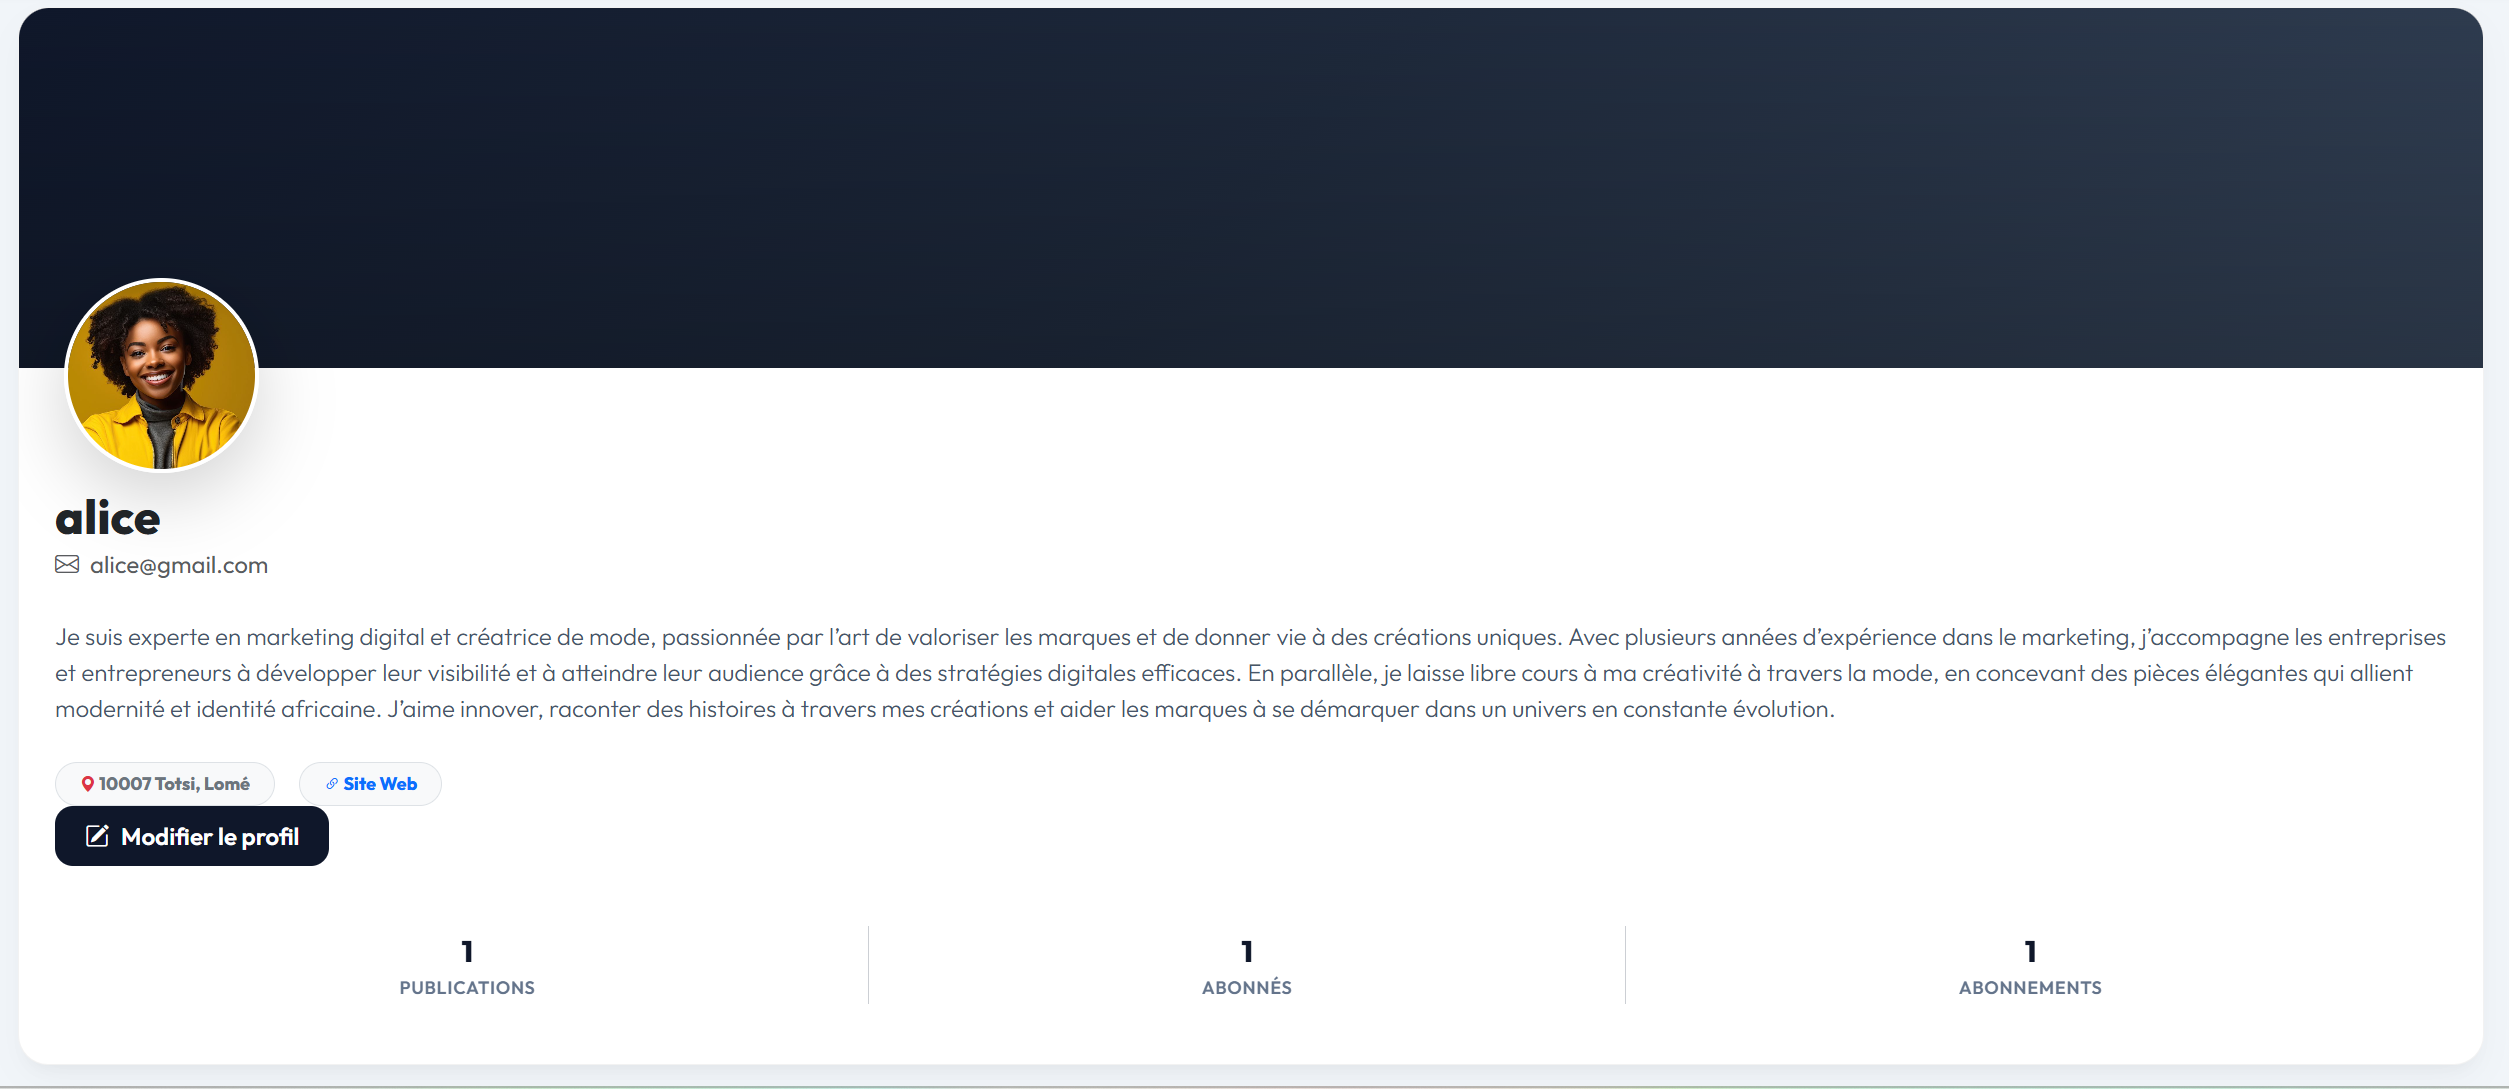 alice
alice@gmail.com
Je suis experte en marketing digital et créatrice de mode, passionnée par l’art de valoriser les marques et de donner vie à des créations uniques. Avec plusieurs années d’expérience dans le marketing, j’accompagne les entreprises
et entrepreneurs à développer leur visibilité et à atteindre leur audience grâce à des stratégies digitales efficaces. En parallèle, je laisse libre cours à ma créativité à travers la mode, en concevant des pièces élégantes qui allient
modernité et identité africaine. J’aime innover, raconter des histoires à travers mes créations et aider les marques à se démarquer dans un univers en constante évolution.
10007 Totsi, Lomé
Site Web
Modifier le profil
1
PUBLICATIONS
1
ABONNÉS
1
ABONNEMENTS